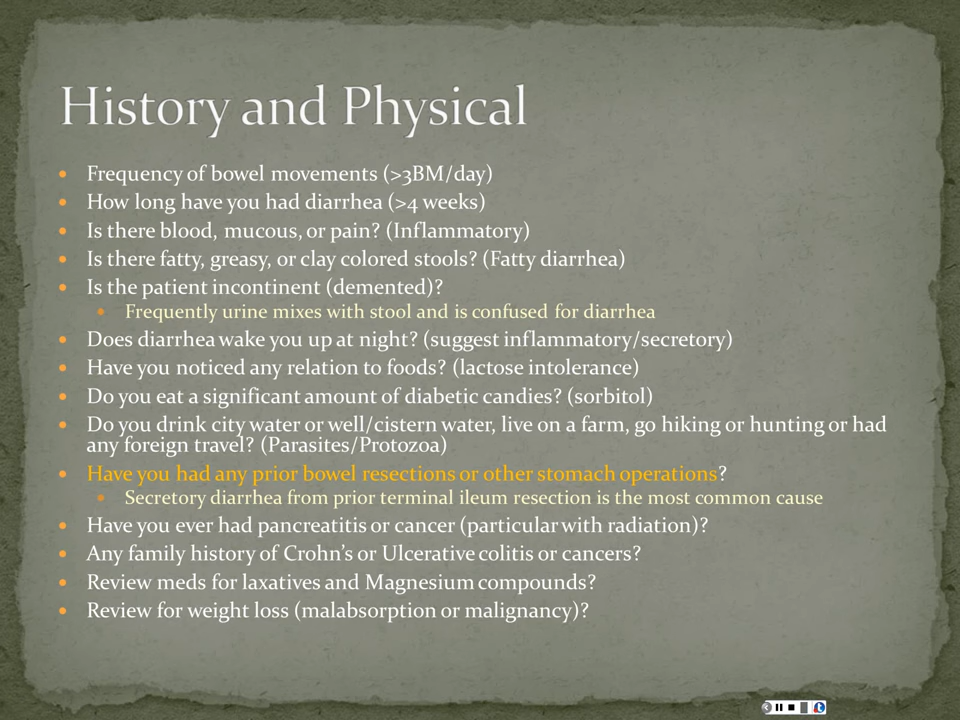 History and Physical
Frequency of bowel movements (>3BM/day)
How long have you had diarrhea (>4 weeks)
Is there blood, mucous, or pain? (Inflammatory)
Is there fatty, greasy, or clay colored stools? (Fatty diarrhea)
Is the patient incontinent (demented)?
Frequently urine mixes with stool and is confused for diarrhea
Does diarrhea wake you up at night? (suggest inflammatory/secretory)
Have you noticed any relation to foods? (lactose intolerance)
Do you eat a significant amount of diabetic candies? (sorbitol)
Do you drink city water or well/cistern water, live on a farm, go hiking or hunting or had
any foreign travel? (Parasites/Protozoa)
Have you had any prior bowel resections or other stomach operations?
Secretory diarrhea from prior terminal ileum resection is the most common cause
Have you ever had pancreatitis or cancer (particular with radiation)?
Any family history of Crohn's or Ulcerative colitis or cancers?
Review meds for laxatives and Magnesium compounds?
Review for weight loss (malabsorption or malignancy)?